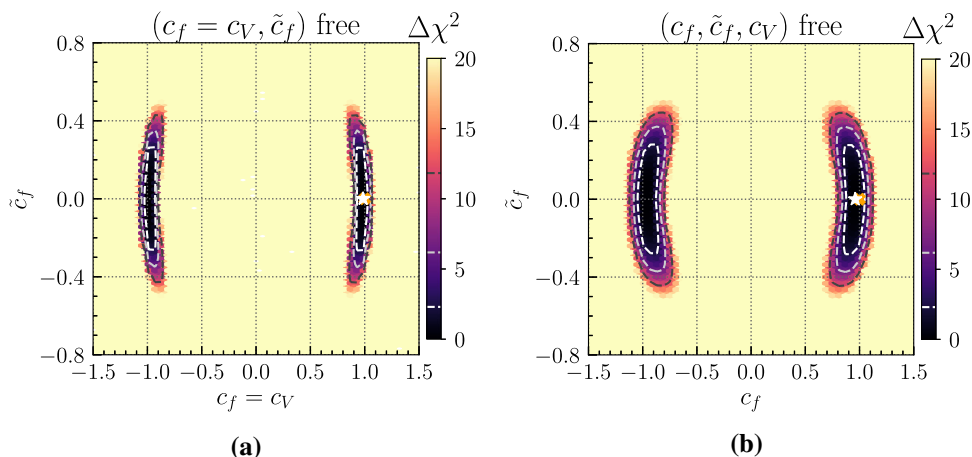 (c_f = c_V, c̃_f) free Δχ²
0.8
0.4
0.0
−0.4
−0.8
c̃_f
−1.5 −1.0 −0.5 0.0 0.5 1.0 1.5
c_f = c_V
20
15
10
5
0
(a)
(c_f, c̃_f, c_V) free Δχ²
0.8
0.4
0.0
−0.4
−0.8
c̃_f
−1.5 −1.0 −0.5 0.0 0.5 1.0 1.5
c_f
20
15
10
5
0
(b)